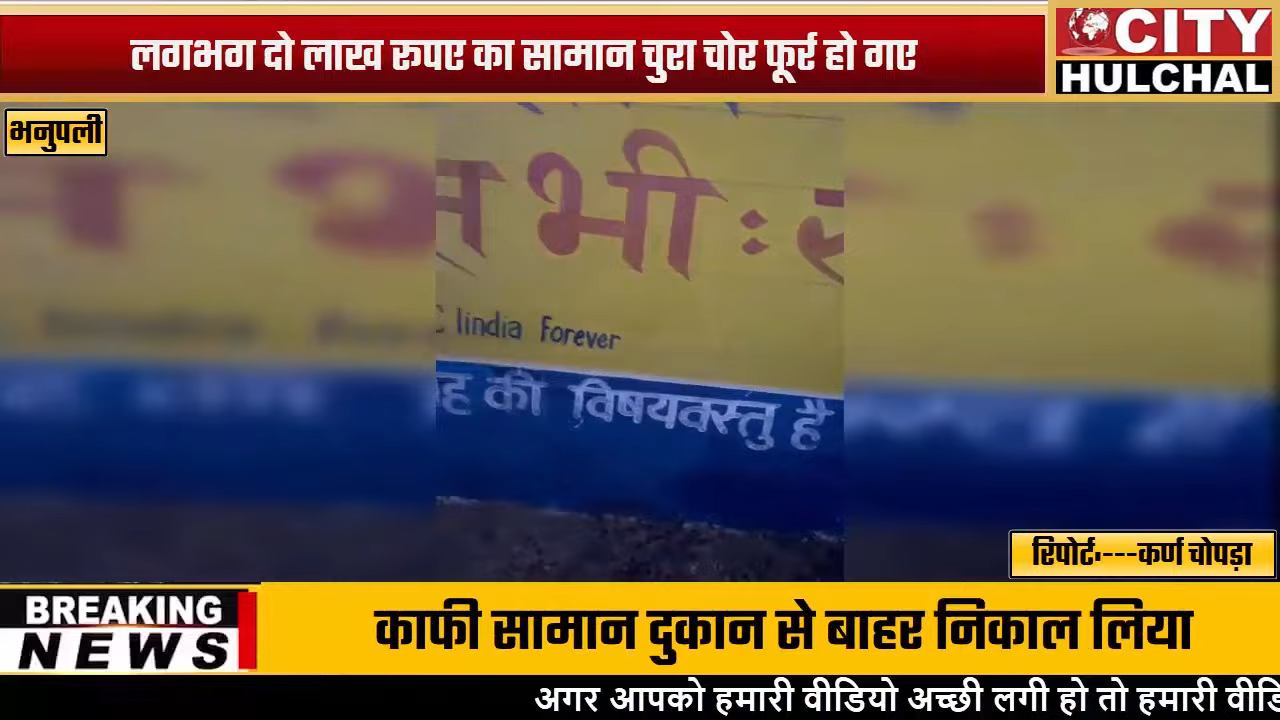 लगभग दो लाख रूपए का सामान चुरा चोर फूर्र हो गए
CITY
HULCHAL
भनुपली
भी :
lindia Forever
की विषयवस्तु है
रिपोर्ट:---कर्ण चोपड़ा
BREAKING
NEWS
काफी सामान दुकान से बाहर निकाल लिया
अगर आपको हमारी वीडियो अच्छी लगी हो तो हमारी